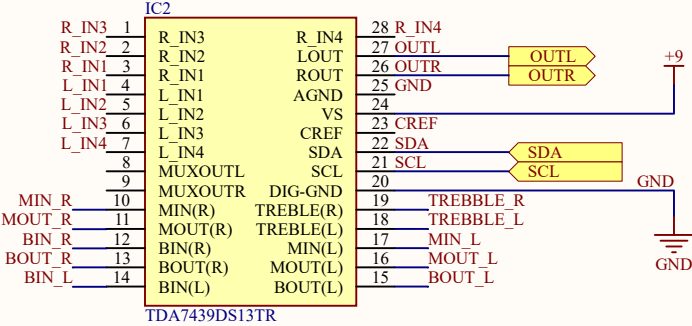 IC2
R_IN3 1 R_IN3 R_IN4 28 R_IN4
R_IN2 2 R_IN2 LOUT 27 OUTL OUTL
R_IN1 3 R_IN1 ROUT 26 OUTR OUTR
L_IN1 4 L_IN1 AGND 25 GND
L_IN2 5 L_IN2 VS 24 +9
L_IN3 6 L_IN3 CREF 23 CREF
L_IN4 7 L_IN4 SDA 22 SDA SDA
8 MUXOUTL SCL 21 SCL SCL
9 MUXOUTR DIG-GND 20 GND
MIN_R 10 MIN(R) TREBLE(R) 19 TREBBLE_R
MOUT_R 11 MOUT(R) TREBLE(L) 18 TREBBLE_L
BIN_R 12 BIN(R) MIN(L) 17 MIN_L
BOUT_R 13 BOUT(R) MOUT(L) 16 MOUT_L
BIN_L 14 BIN(L) BOUT(L) 15 BOUT_L
GND
TDA7439DS13TR